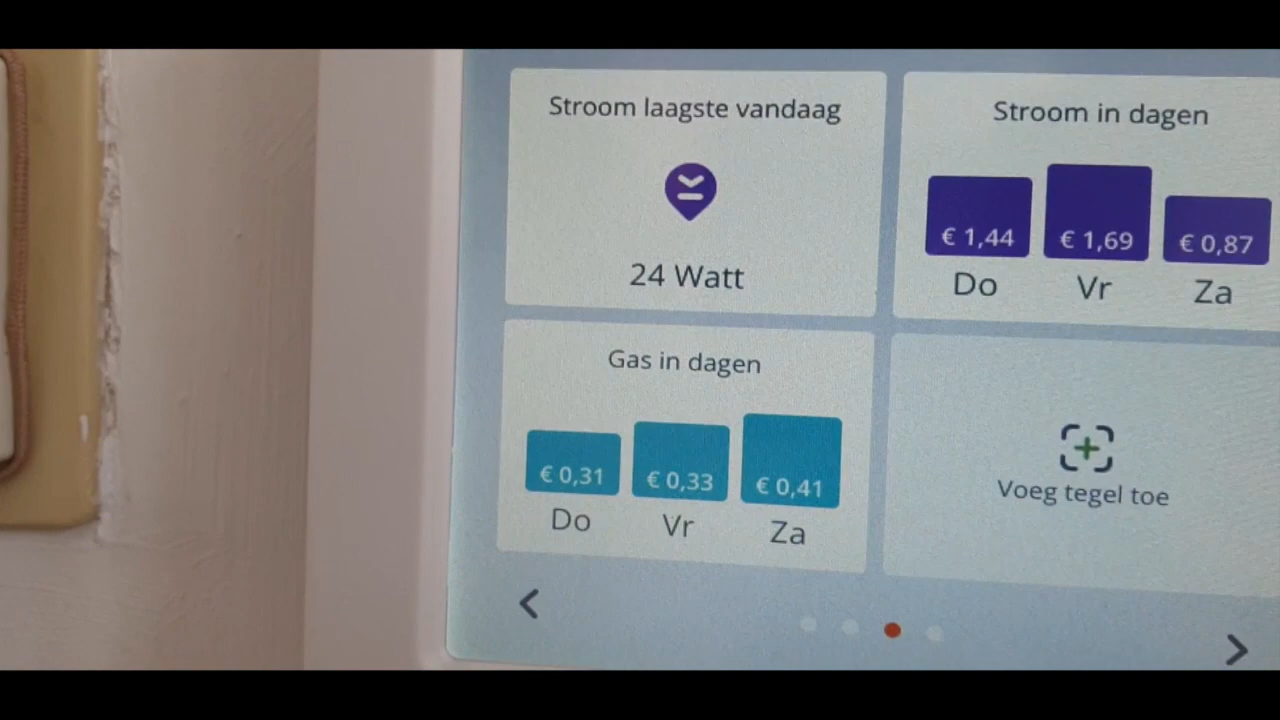 Stroom laagste vandaag
24 Watt
Stroom in dagen
€ 1,44 € 1,69 € 0,87
Do Vr Za
Gas in dagen
€ 0,31 € 0,33 € 0,41
Do Vr Za
Voeg tegel toe